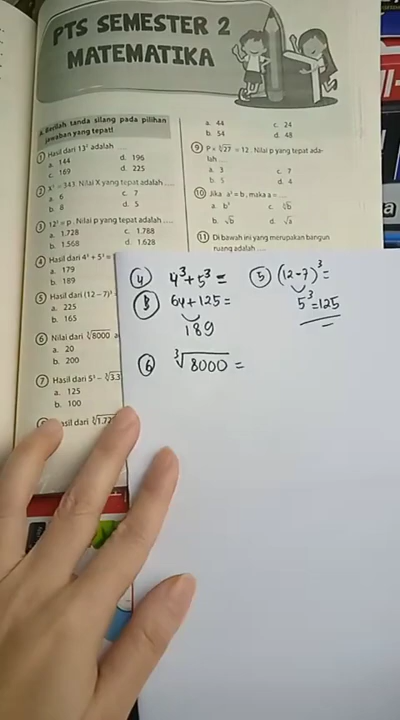 PTS SEMESTER 2
MATEMATIKA
A. Berilah tanda silang pada pilihan
jawaban yang tepat!
1 Hasil dari 13² adalah ....
a. 144 d. 196
c. 169 d. 225
2 X³ = 343. Nilai X yang tepat adalah ....
a. 6 c. 7
b. 8 d. 5
3 12³ = p. Nilai p yang tepat adalah ....
a. 1.728 c. 1.788
b. 1.568 d. 1.628
4 Hasil dari 4³ + 5³ =
a. 179
b. 189
5 Hasil dari (12 – 7)³
a. 225
b. 165
6 Nilai dari ∛8000
a. 20
b. 200
7 Hasil dari 5³ –
a. 125
b. 100
dari
a. 44 c. 24
b. 54 d. 48
9 = 12. Nilai p yang tepat ada-
lah ....
a. 3 c. 7
b. 5 d. 4
10 Jika a³ = b, maka a = ....
a. b³ c. ∛b
b. √b d. √a
11 Di bawah ini yang merupakan bangun
ruang adalah ....
4 4³ + 5³ =
64 + 125 =
189
5 (12 - 7)³ =
5³ = 125
6 ∛8000 =